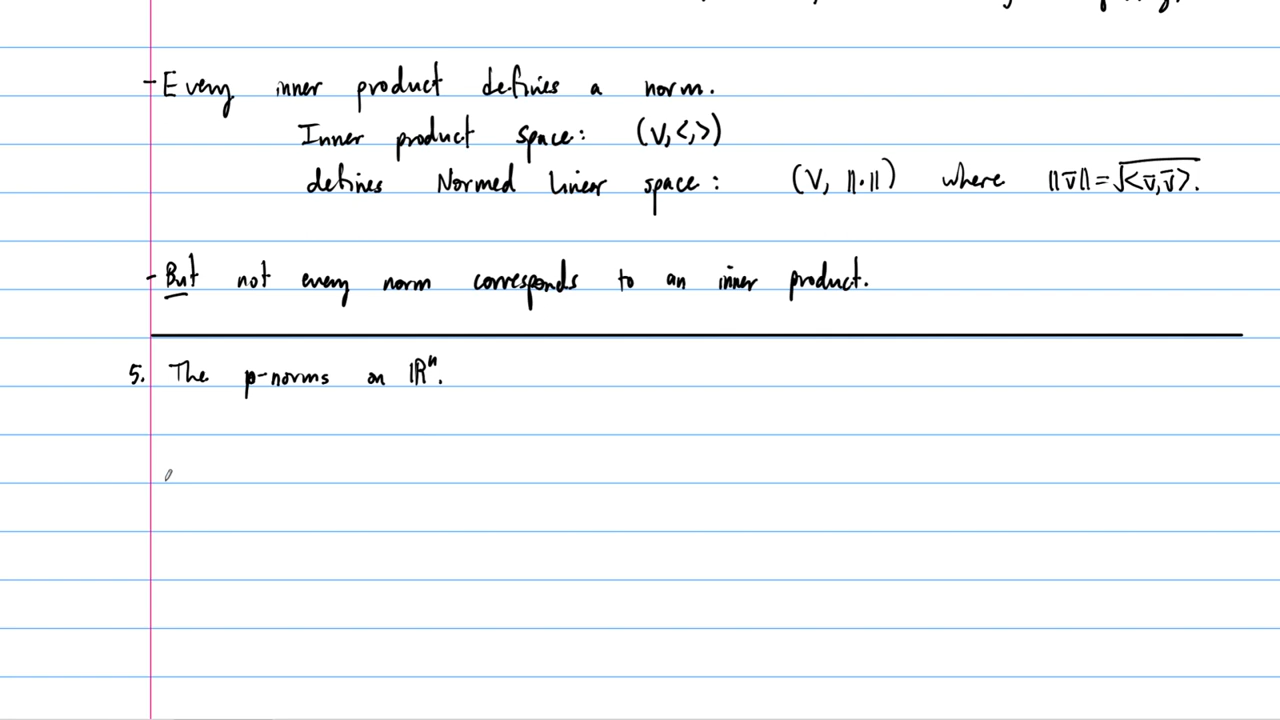 - Every inner product defines a norm.
Inner product space: (V, <,>)
defines Normed linear space: (V, ||·||) where ||v̄|| = √<v̄,v̄>.
- But not every norm corresponds to an inner product.
5. The p-norms on ℝⁿ.